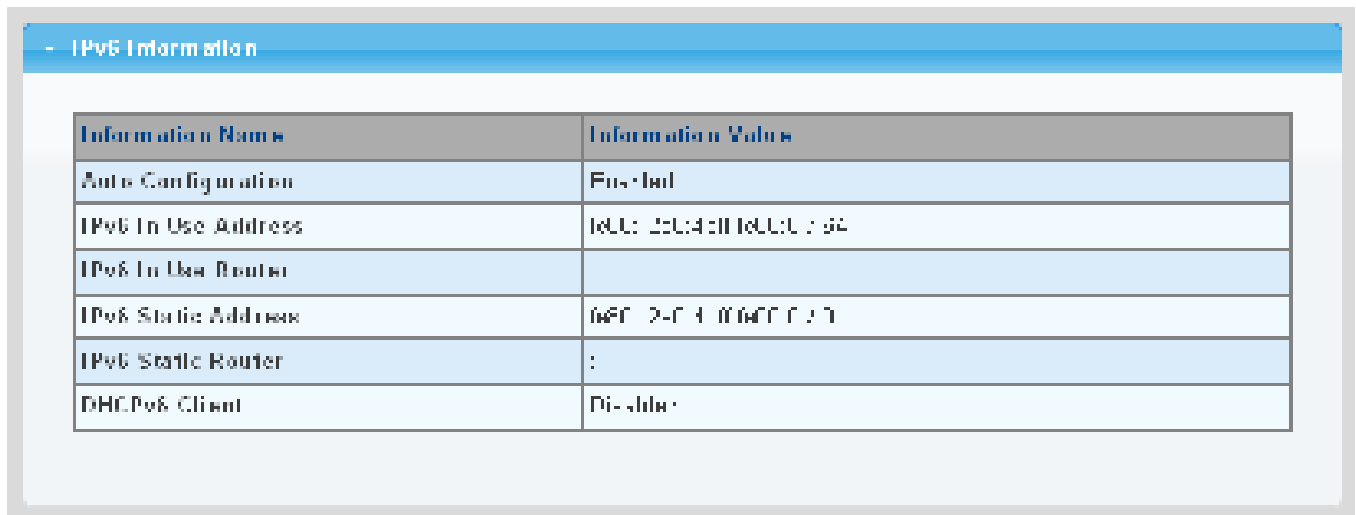 - IPv6 Information
Information Name Information Value
Auto Configuration Enabled
IPv6 In Use Address
IPv6 In Use Router
IPv6 Static Address
IPv6 Static Router :
DHCPv6 Client Disabled